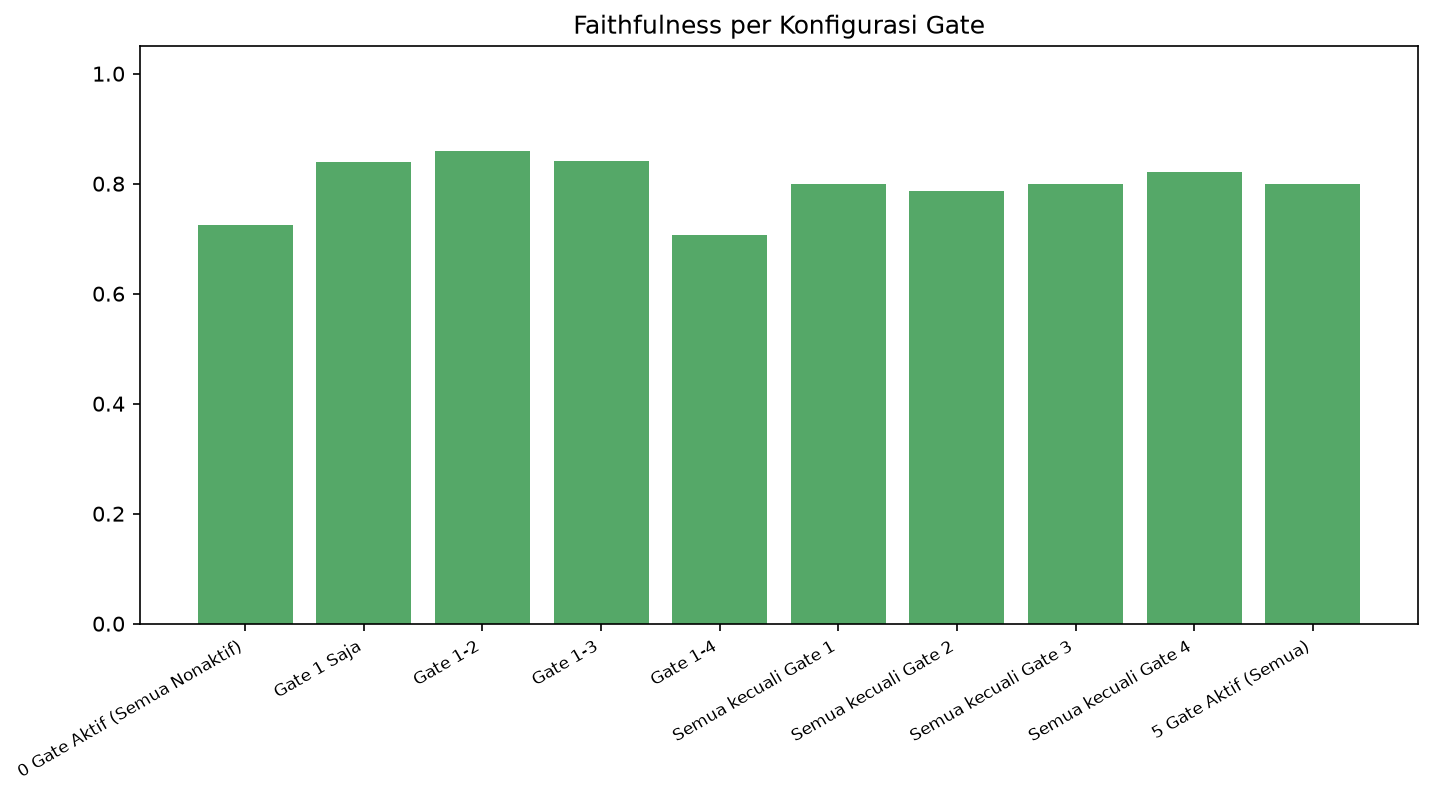 Faithfulness per Konfigurasi Gate
1.0
0.8
0.6
0.4
0.2
0.0
0 Gate Aktif (Semua Nonaktif)
Gate 1 Saja
Gate 1-2
Gate 1-3
Gate 1-4
Semua kecuali Gate 1
Semua kecuali Gate 2
Semua kecuali Gate 3
Semua kecuali Gate 4
5 Gate Aktif (Semua)